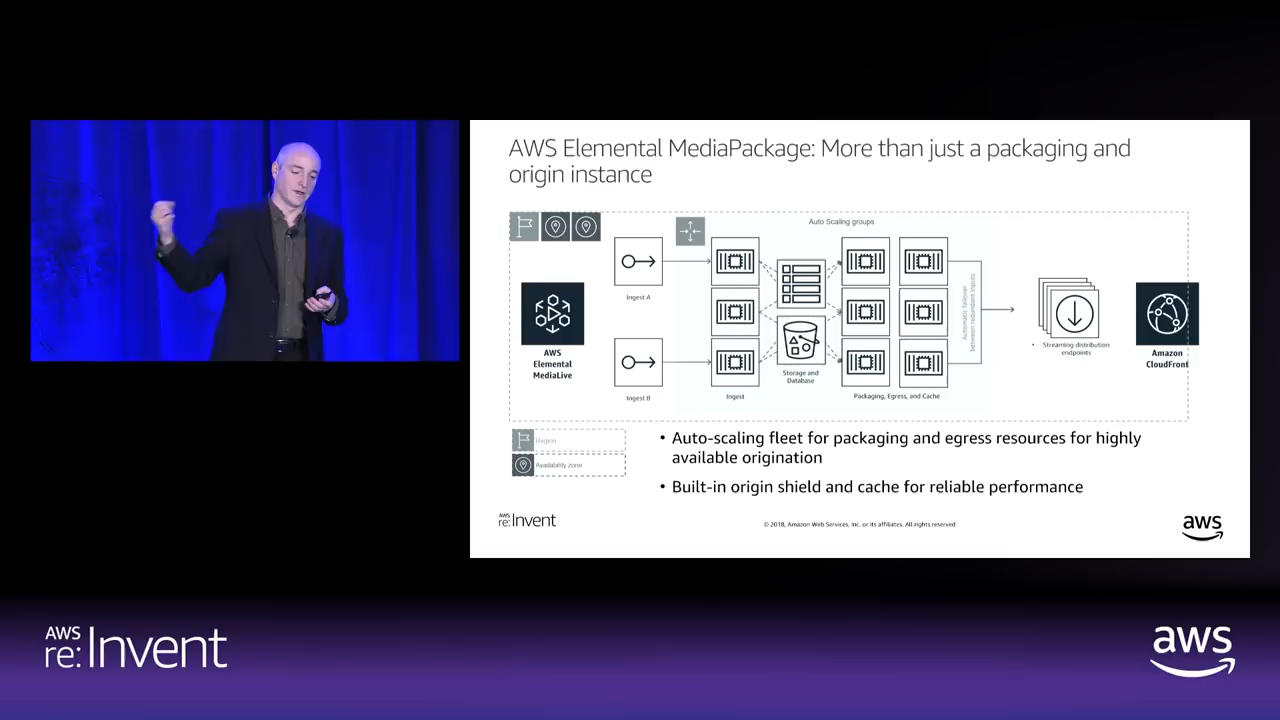 AWS Elemental MediaPackage: More than just a packaging and
origin instance
Auto Scaling groups
Ingest A
AWS
Elemental
MediaLive
Ingest B
Ingest
Storage and
Database
Packaging, Egress, and Cache
Automatic failover
between redundant inputs
• Streaming distribution
endpoints
Amazon
CloudFront
Region
Availability zone
• Auto-scaling fleet for packaging and egress resources for highly
available origination
• Built-in origin shield and cache for reliable performance
AWS
re:Invent
© 2018, Amazon Web Services, Inc. or its affiliates. All rights reserved.
aws
AWS
re:Invent
aws